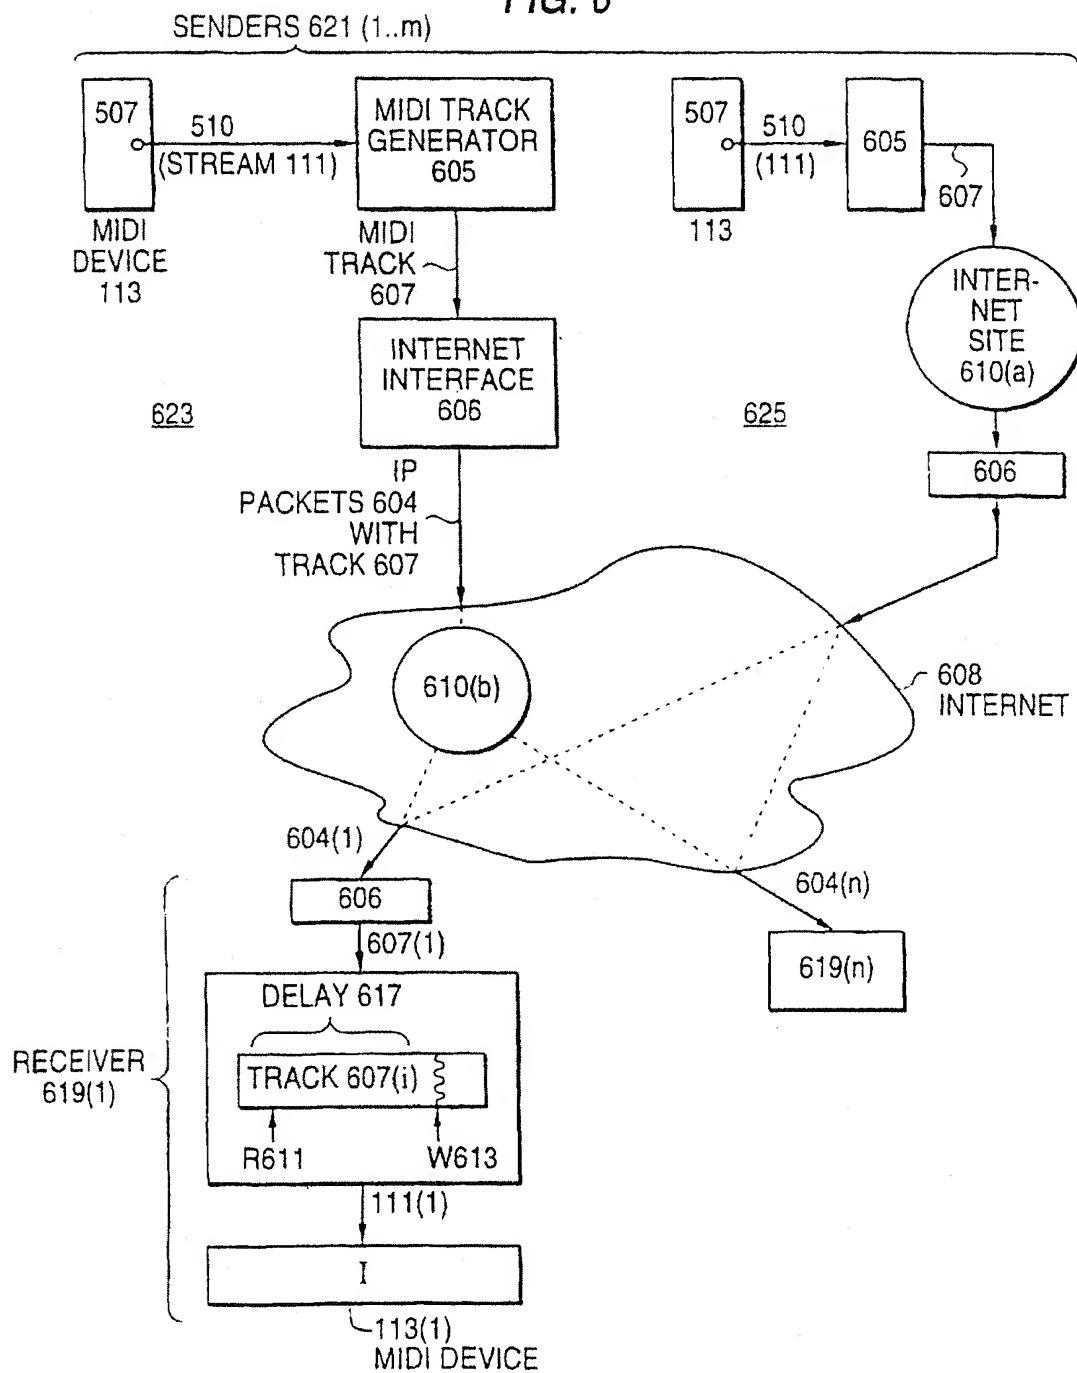 FIG. 6
SENDERS 621 (1..m)
507
510
(STREAM 111)
MIDI
DEVICE
113
MIDI TRACK
GENERATOR
605
MIDI
TRACK
607
INTERNET
INTERFACE
606
623
IP
PACKETS 604
WITH
TRACK 607
507
510
(111)
113
605
607
INTER-
NET
SITE
610(a)
625
606
610(b)
608
INTERNET
604(1)
606
607(1)
604(n)
619(n)
DELAY 617
TRACK 607(i)
R611
W613
RECEIVER
619(1)
111(1)
I
113(1)
MIDI DEVICE